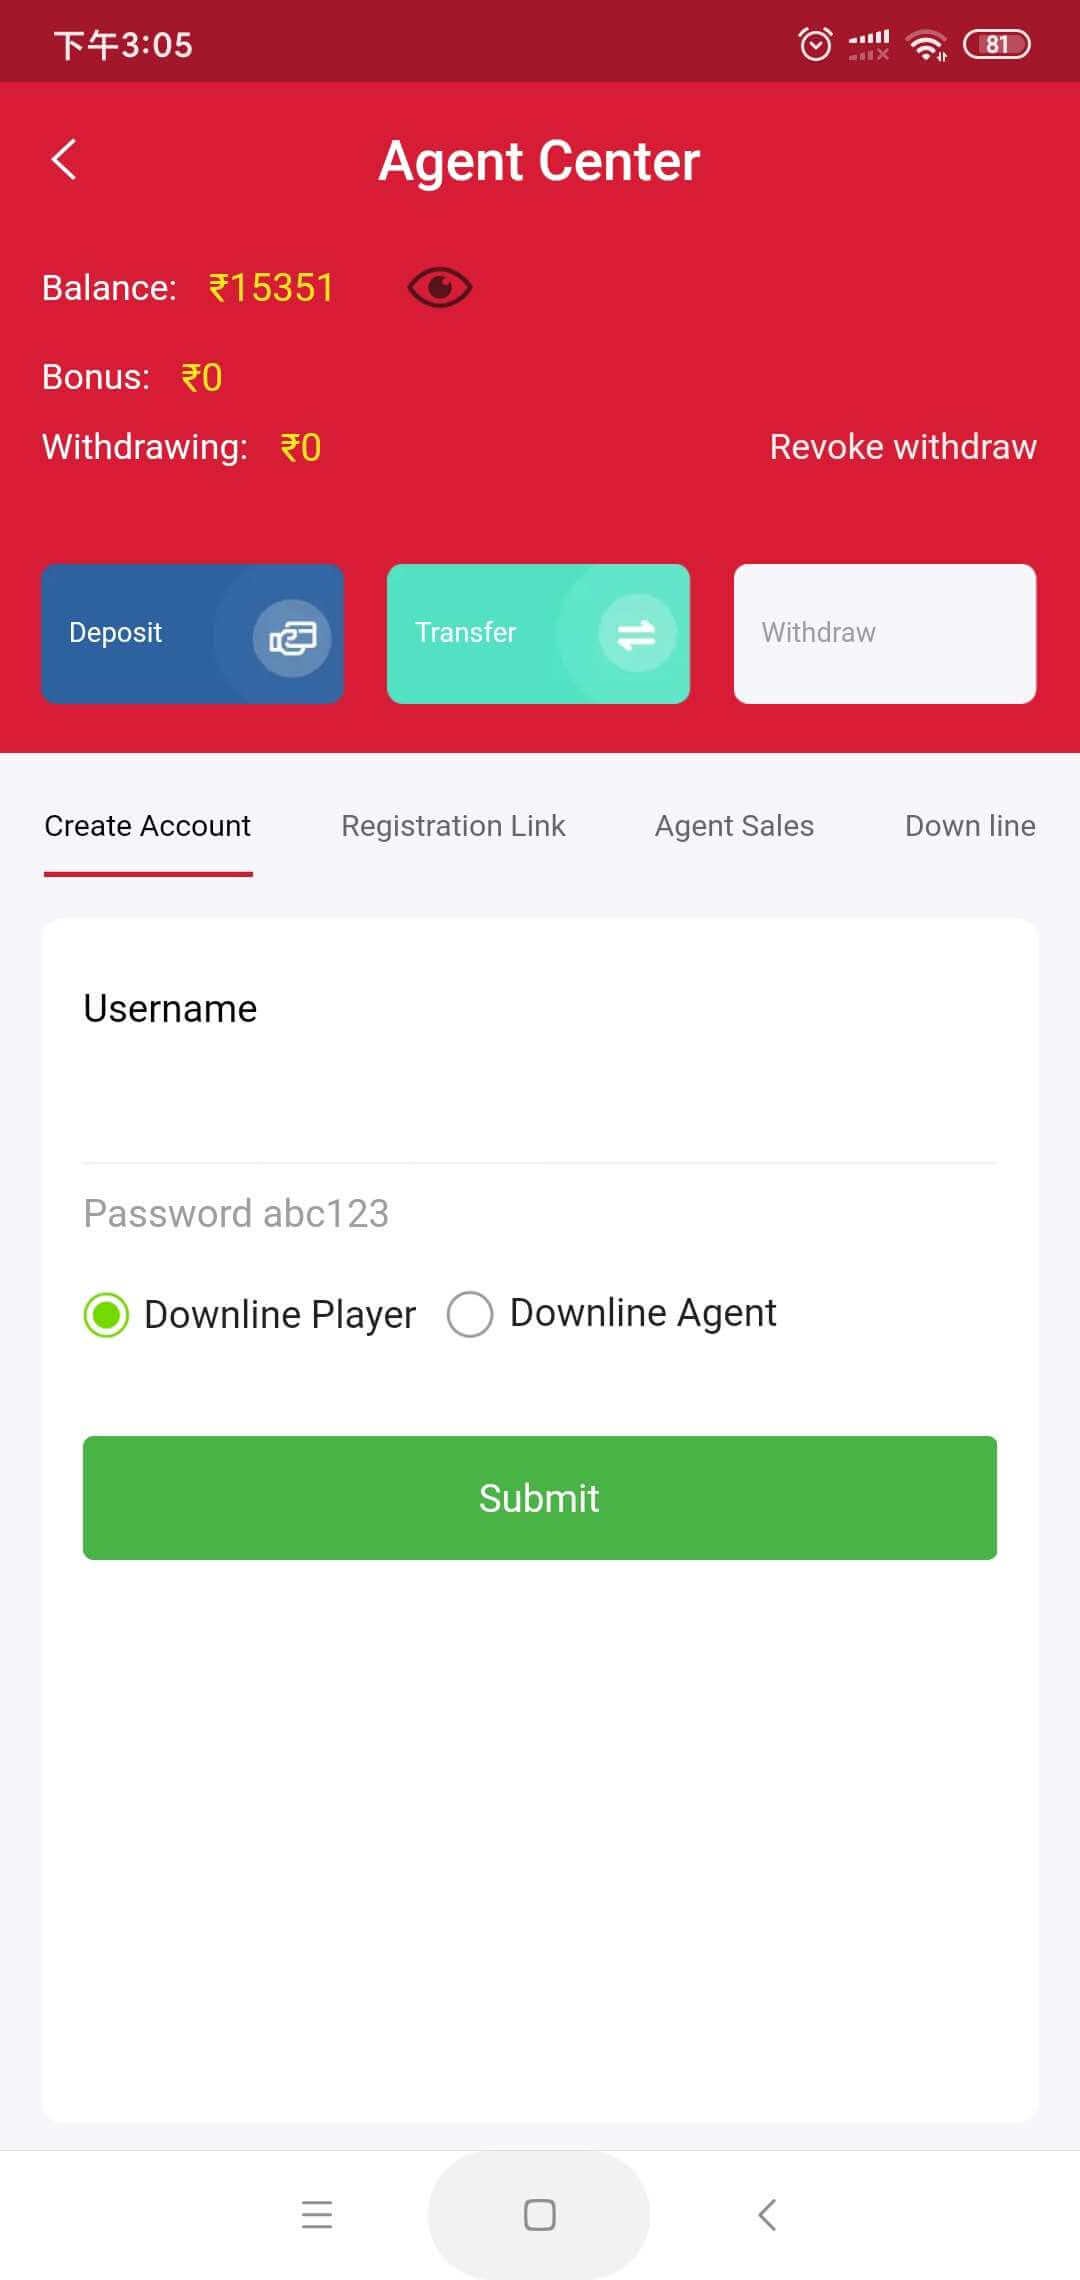 下午3:05
81
Agent Center
Balance: ₹15351
Bonus: ₹0
Withdrawing: ₹0 Revoke withdraw
Deposit Transfer Withdraw
Create Account Registration Link Agent Sales Down line
Username
Password abc123
Downline Player Downline Agent
Submit